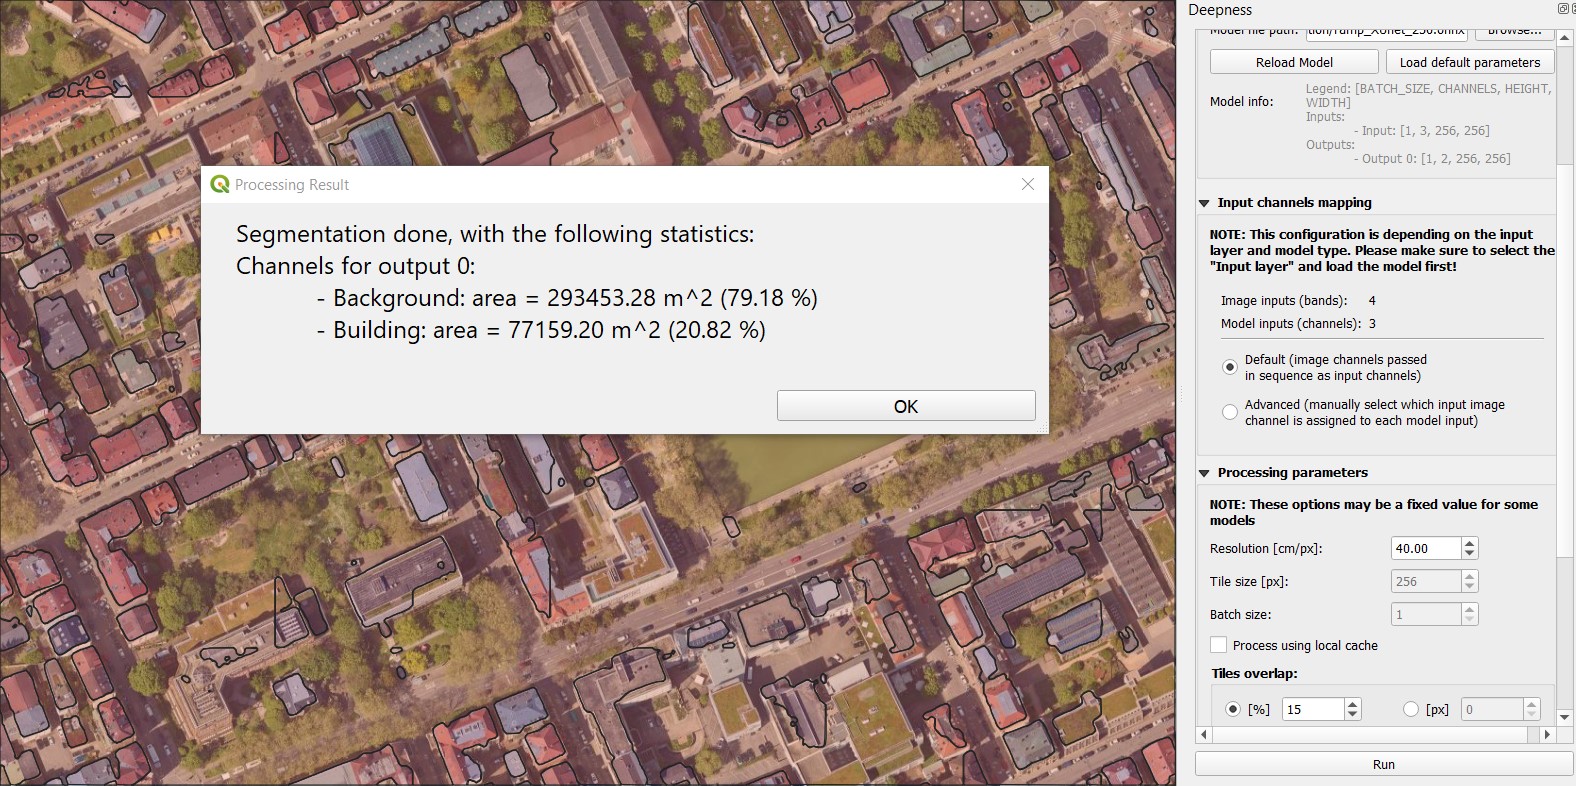 Deepness
Model file path:
tion/ramp_XUnet_256.onnx
Browse...
Reload Model
Load default parameters
Model info:
Legend: [BATCH_SIZE, CHANNELS, HEIGHT,
WIDTH]
Inputs:
- Input: [1, 3, 256, 256]
Outputs:
- Output 0: [1, 2, 256, 256]
Processing Result
Segmentation done, with the following statistics:
Channels for output 0:
- Background: area = 293453.28 m^2 (79.18 %)
- Building: area = 77159.20 m^2 (20.82 %)
OK
Input channels mapping
NOTE: This configuration is depending on the input
layer and model type. Please make sure to select the
"Input layer" and load the model first!
Image inputs (bands): 4
Model inputs (channels): 3
Default (image channels passed
in sequence as input channels)
Advanced (manually select which input image
channel is assigned to each model input)
Processing parameters
NOTE: These options may be a fixed value for some
models
Resolution [cm/px]: 40.00
Tile size [px]: 256
Batch size: 1
Process using local cache
Tiles overlap:
[%] 15 [px] 0
Run